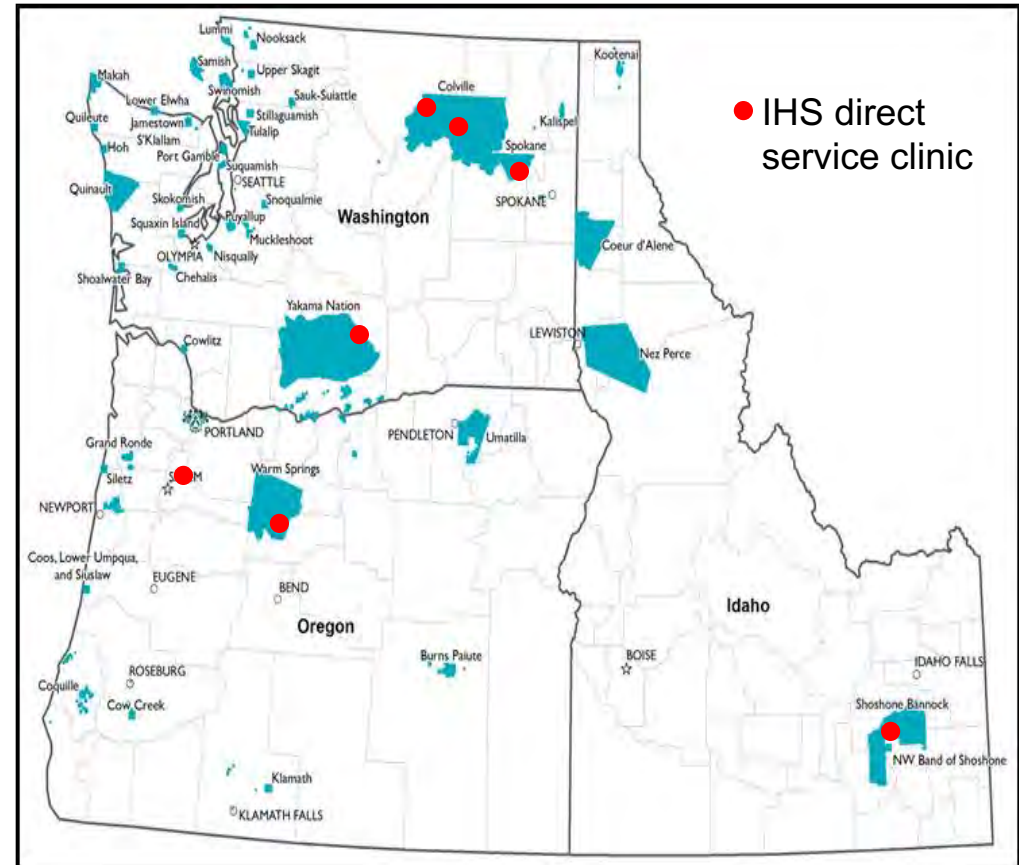 Lummi
Nooksack
Kootenai
Samish
Makah
Upper Skagit
Colville
Swinomish
Lower Elwha
Sauk-Suiattle
Quileute
Jamestown
S'Klallam
Stillaguamish
Tulalip
Kalispel
Hoh
Port Gamble
Spokane
Suquamish
SEATTLE
Quinault
Skokomish
Snoqualmie
SPOKANE
Squaxin Island
Puyallup
Washington
Muckleshoot
Coeur d'Alene
OLYMPIA
Nisqually
Shoalwater Bay
Chehalis
Yakama Nation
Cowlitz
LEWISTON
Nez Perce
PORTLAND
PENDLETON
Umatilla
Grand Ronde
Siletz
Warm Springs
NEWPORT
Coos, Lower Umpqua,
and Siuslaw
EUGENE
BEND
Oregon
Idaho
Burns Paiute
BOISE
IDAHO FALLS
ROSEBURG
Coquille
Cow Creek
Shoshone Bannock
NW Band of Shoshone
Klamath
KLAMATH FALLS
IHS direct
service clinic